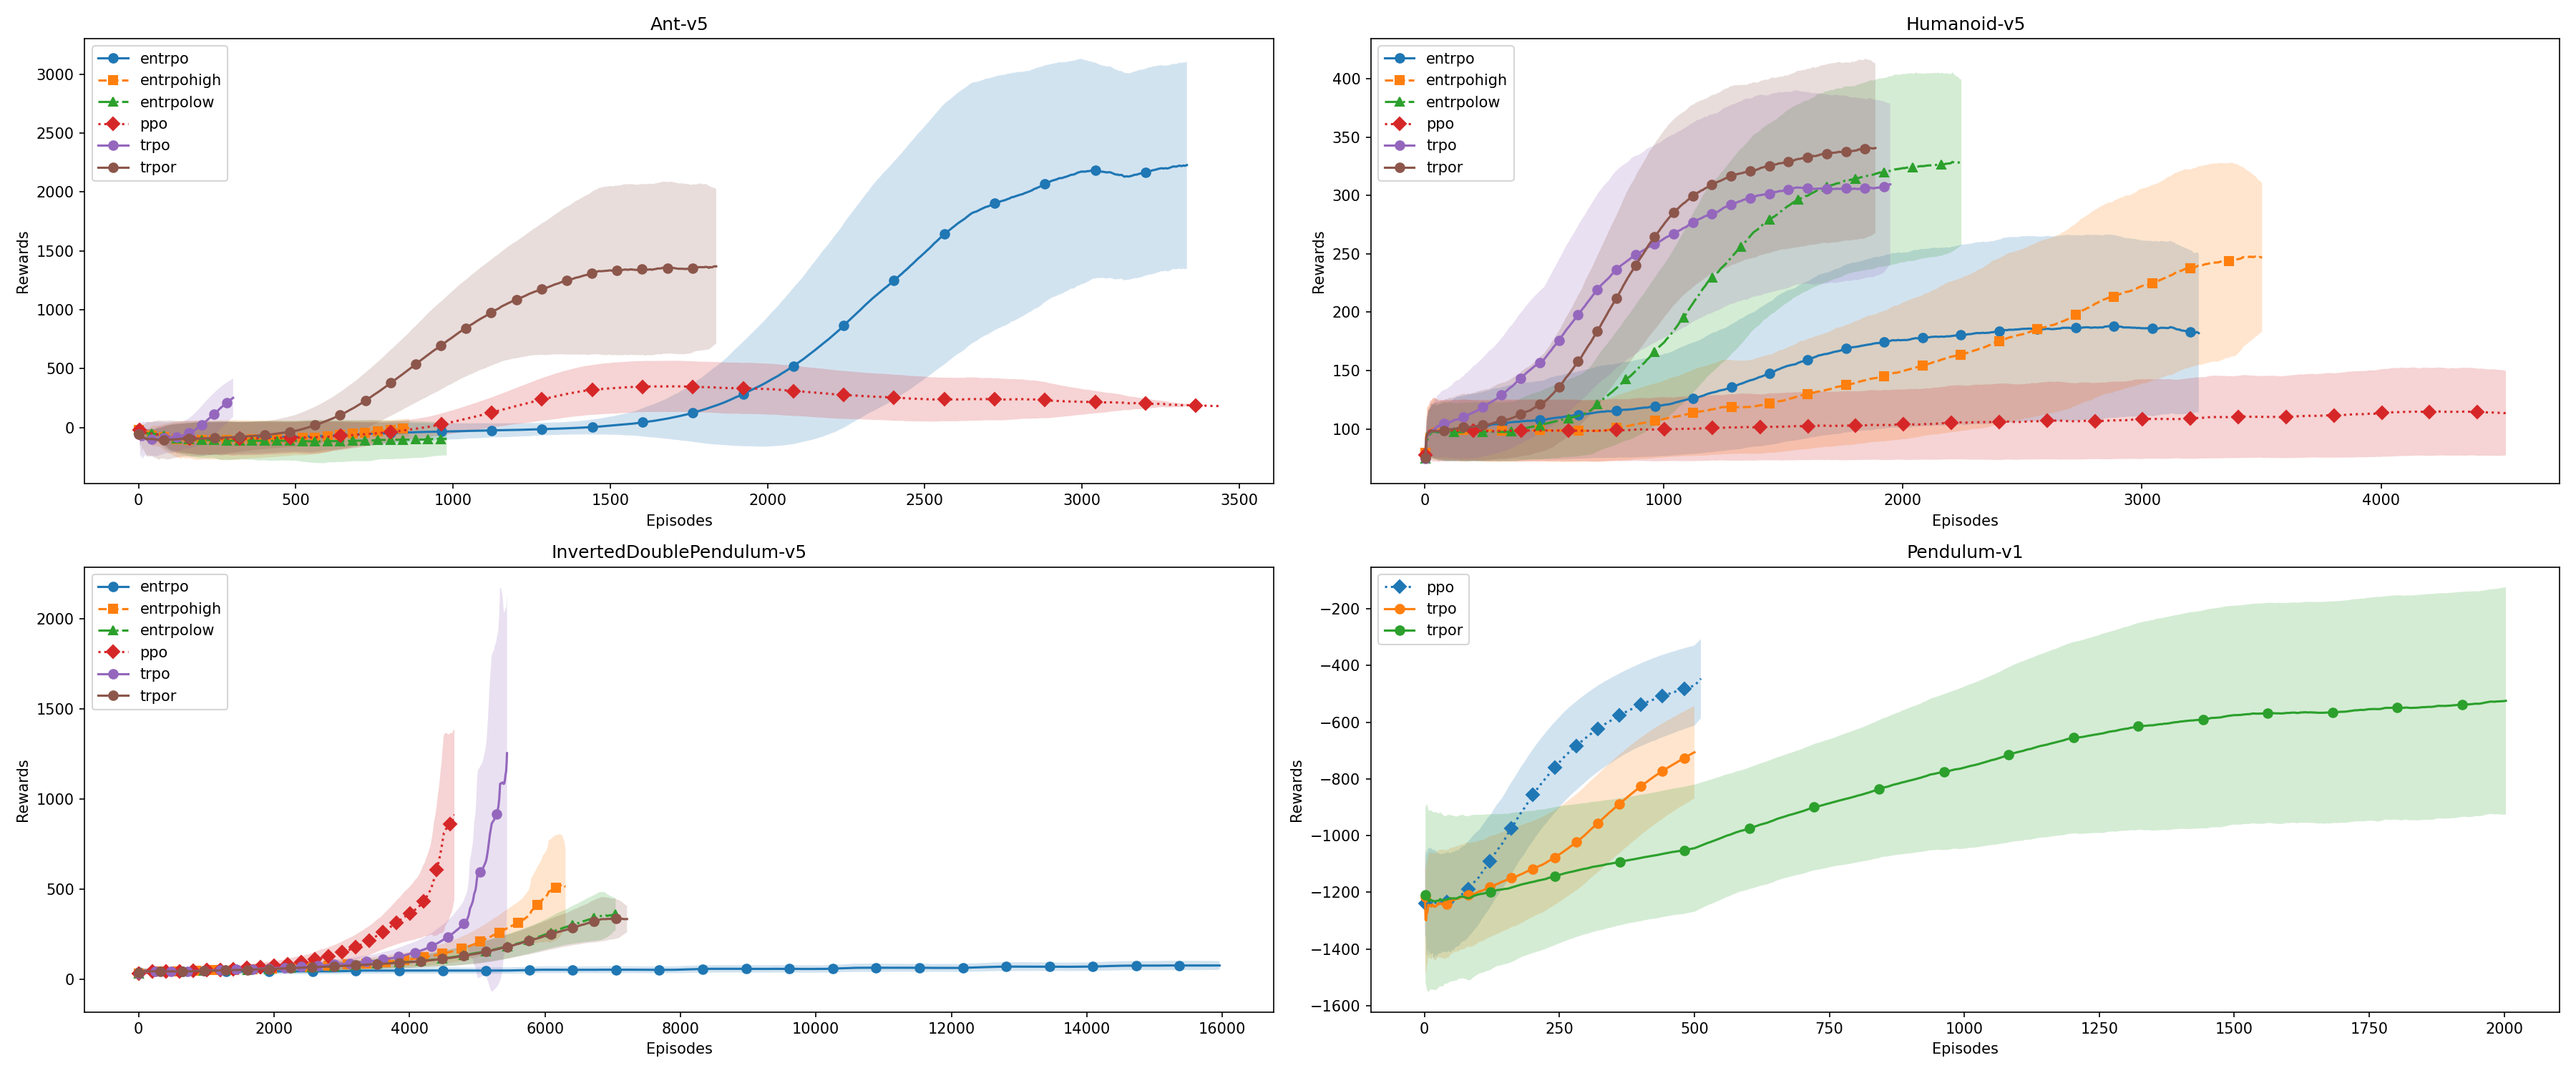 Ant-v5
3000
2500
2000
1500
1000
500
0
Rewards
entrpo
entrpohigh
entrpolow
ppo
trpo
trpor
0 500 1000 1500 2000 2500 3000 3500
Episodes
Humanoid-v5
400
350
300
250
200
150
100
Rewards
entrpo
entrpohigh
entrpolow
ppo
trpo
trpor
0 1000 2000 3000 4000
Episodes
InvertedDoublePendulum-v5
2000
1500
1000
500
0
Rewards
entrpo
entrpohigh
entrpolow
ppo
trpo
trpor
0 2000 4000 6000 8000 10000 12000 14000 16000
Episodes
Pendulum-v1
−200
−400
−600
−800
−1000
−1200
−1400
−1600
Rewards
ppo
trpo
trpor
0 250 500 750 1000 1250 1500 1750 2000
Episodes